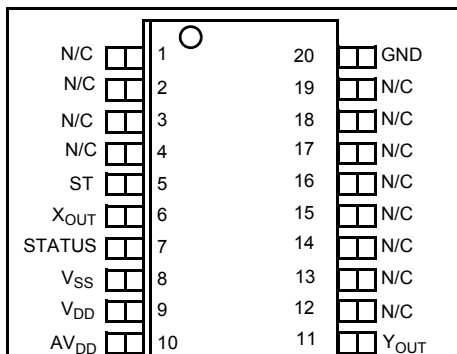 N/C 1 20 GND
N/C 2 19 N/C
N/C 3 18 N/C
N/C 4 17 N/C
ST 5 16 N/C
XOUT 6 15 N/C
STATUS 7 14 N/C
VSS 8 13 N/C
VDD 9 12 N/C
AVDD 10 11 YOUT